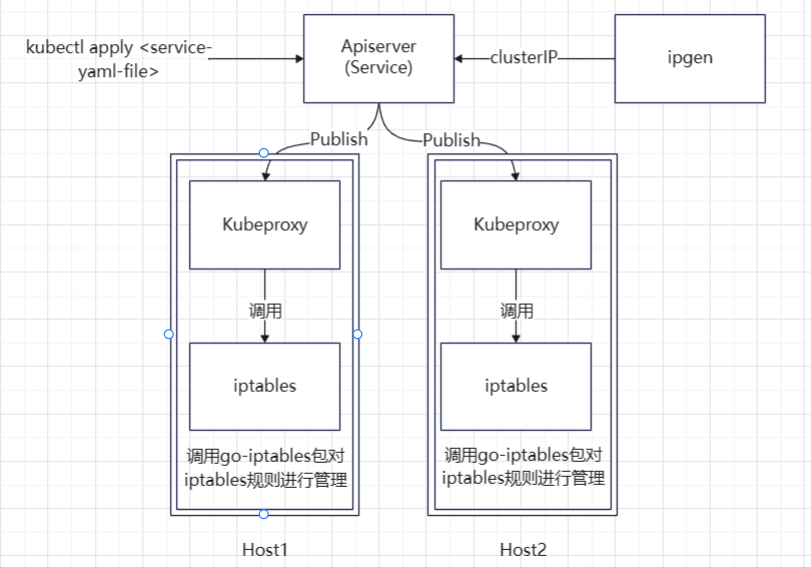 kubectl apply <service-
yaml-file>
Apiserver
(Service)
clusterIP
ipgen
Publish
Publish
Kubeproxy
Kubeproxy
调用
调用
iptables
iptables
调用go-iptables包对
iptables规则进行管理
调用go-iptables包对
iptables规则进行管理
Host1
Host2